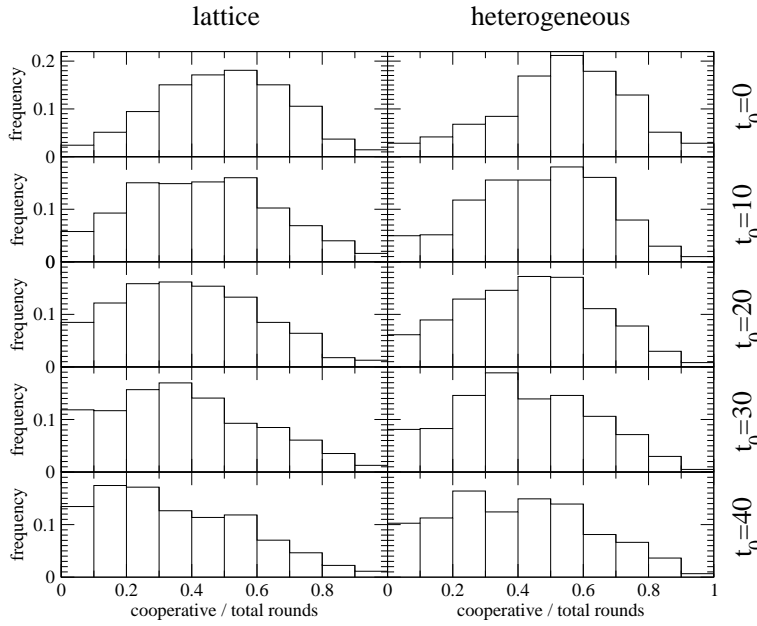 lattice heterogeneous
0.2
0.1
0
frequency
t0=0
0.1
0
frequency
t0=10
0.1
0
frequency
t0=20
0.1
0
frequency
t0=30
0.1
0
frequency
t0=40
0 0.2 0.4 0.6 0.8 0 0.2 0.4 0.6 0.8 1
cooperative / total rounds cooperative / total rounds